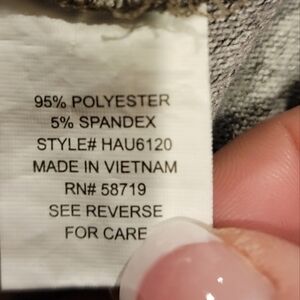 95% POLYESTER
5% SPANDEX
STYLE# HAU6120
MADE IN VIETNAM
RN# 58719
SEE REVERSE
FOR CARE